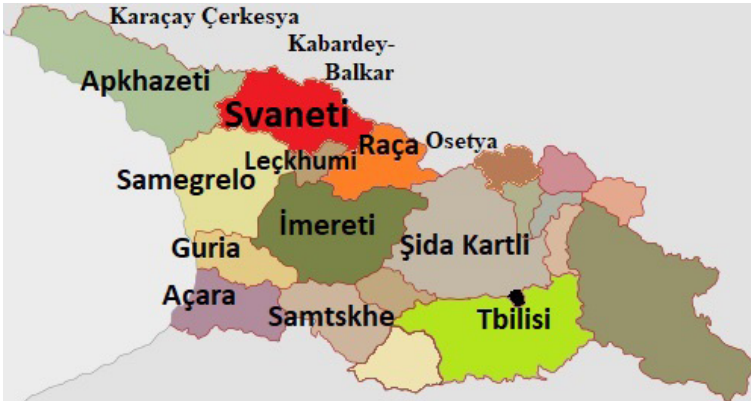 Karaçay Çerkesya
Kabardey-
Balkar
Apkhazeti
Svaneti
Raça
Osetya
Leçkhumi
Samegrelo
İmereti
Guria
Şida Kartli
Açara
Samtskhe
Tbilisi